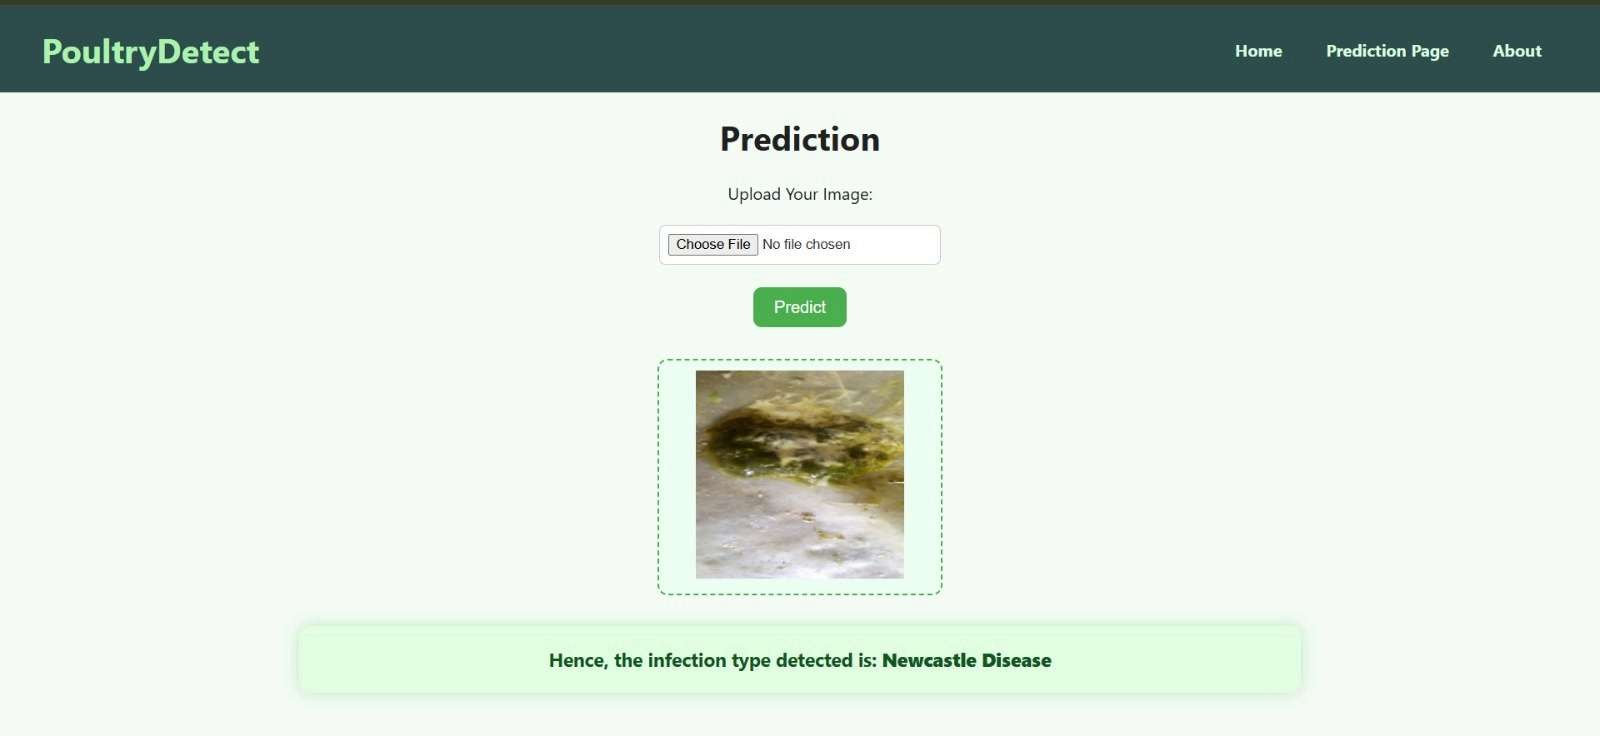 PoultryDetect
Home Prediction Page About
Prediction
Upload Your Image:
Choose File No file chosen
Predict
Hence, the infection type detected is: Newcastle Disease